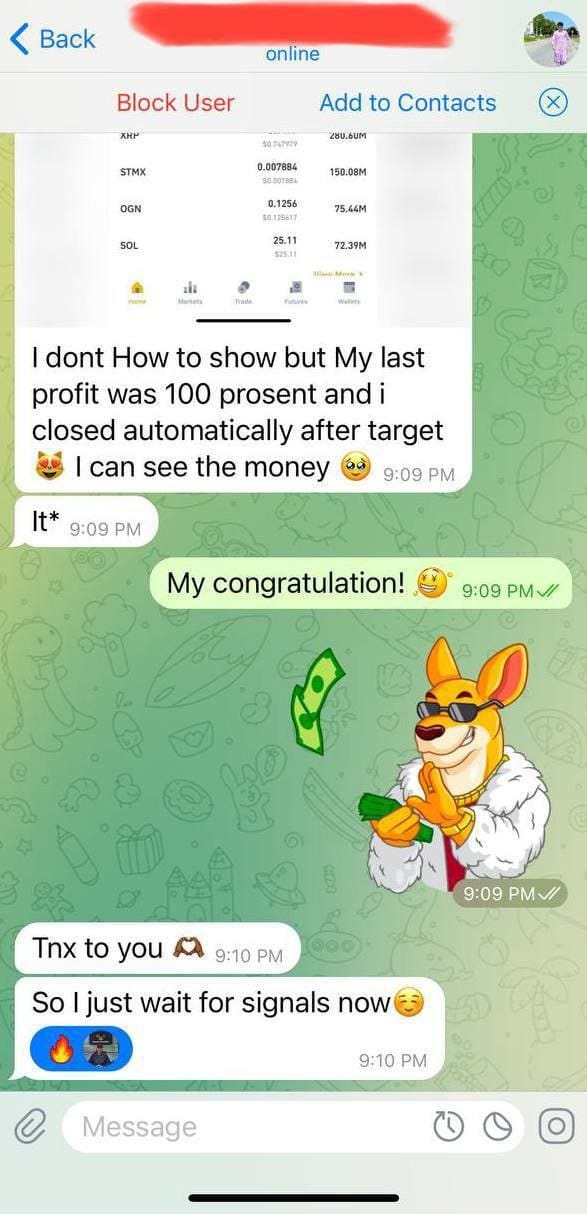 Back
online
Block User
Add to Contacts
XRP 280.60M
$0.747979
STMX 0.007884 150.08M
$0.007884
OGN 0.1256 75.44M
$0.125617
SOL 25.11 72.39M
$25.11
View More
Home Markets Trade Futures Wallets
I dont How to show but My last
profit was 100 prosent and i
closed automatically after target
😻 I can see the money 🥹 9:09 PM
It* 9:09 PM
My congratulation! 🤑 9:09 PM
9:09 PM
Tnx to you 🫶🏾 9:10 PM
So I just wait for signals now☺️
🔥
9:10 PM
Message